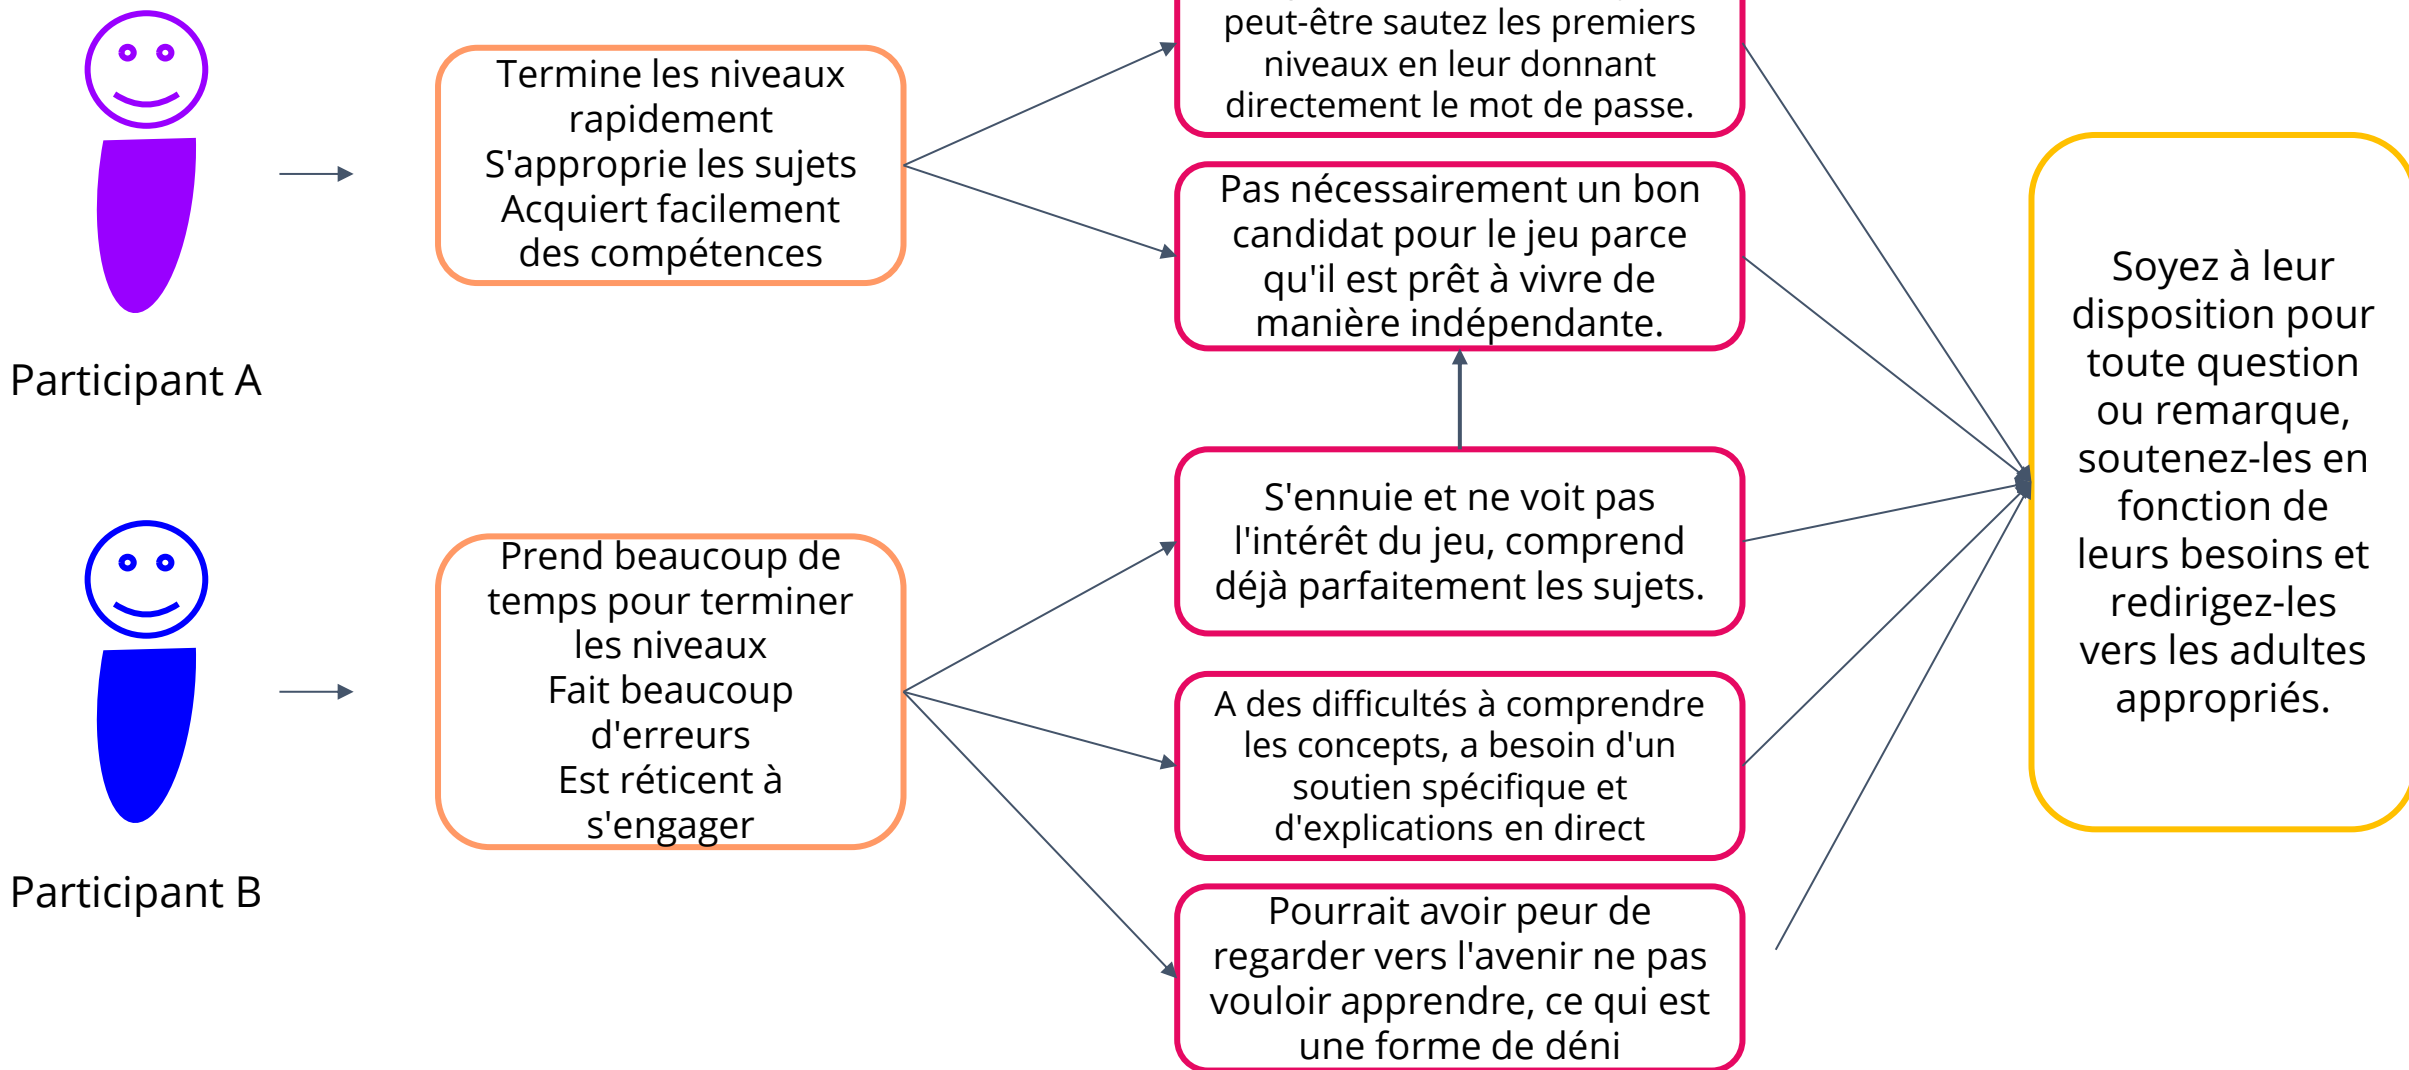 Termine les niveaux
rapidement
S'approprie les sujets
Acquiert facilement
des compétences
Participant A
peut-être sautez les premiers
niveaux en leur donnant
directement le mot de passe.
Pas nécessairement un bon
candidat pour le jeu parce
qu'il est prêt à vivre de
manière indépendante.
Prend beaucoup de
temps pour terminer
les niveaux
Fait beaucoup
d'erreurs
Est réticent à
s'engager
Participant B
S'ennuie et ne voit pas
l'intérêt du jeu, comprend
déjà parfaitement les sujets.
A des difficultés à comprendre
les concepts, a besoin d'un
soutien spécifique et
d'explications en direct
Pourrait avoir peur de
regarder vers l'avenir ne pas
vouloir apprendre, ce qui est
une forme de déni
Soyez à leur
disposition pour
toute question
ou remarque,
soutenez-les en
fonction de
leurs besoins et
redirigez-les
vers les adultes
appropriés.